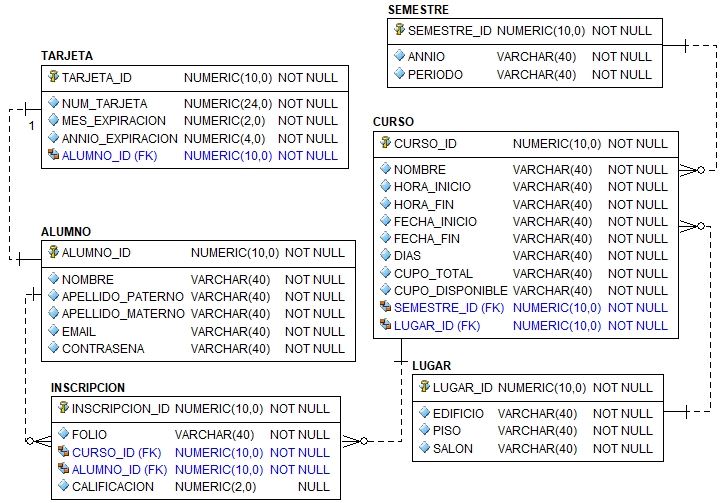 SEMESTRE
SEMESTRE_ID NUMERIC(10,0) NOT NULL
ANNIO VARCHAR(40) NOT NULL
PERIODO VARCHAR(40) NOT NULL
TARJETA
TARJETA_ID NUMERIC(10,0) NOT NULL
NUM_TARJETA NUMERIC(24,0) NOT NULL
MES_EXPIRACION NUMERIC(2,0) NOT NULL
ANNIO_EXPIRACION NUMERIC(4,0) NOT NULL
ALUMNO_ID (FK) NUMERIC(10,0) NOT NULL
1
CURSO
CURSO_ID NUMERIC(10,0) NOT NULL
NOMBRE VARCHAR(40) NOT NULL
HORA_INICIO VARCHAR(40) NOT NULL
HORA_FIN VARCHAR(40) NOT NULL
FECHA_INICIO VARCHAR(40) NOT NULL
FECHA_FIN VARCHAR(40) NOT NULL
DIAS VARCHAR(40) NOT NULL
CUPO_TOTAL VARCHAR(40) NOT NULL
CUPO_DISPONIBLE VARCHAR(40) NOT NULL
SEMESTRE_ID (FK) NUMERIC(10,0) NOT NULL
LUGAR_ID (FK) NUMERIC(10,0) NOT NULL
ALUMNO
ALUMNO_ID NUMERIC(10,0) NOT NULL
NOMBRE VARCHAR(40) NOT NULL
APELLIDO_PATERNO VARCHAR(40) NOT NULL
APELLIDO_MATERNO VARCHAR(40) NOT NULL
EMAIL VARCHAR(40) NOT NULL
CONTRASENA VARCHAR(40) NOT NULL
LUGAR
LUGAR_ID NUMERIC(10,0) NOT NULL
EDIFICIO VARCHAR(40) NOT NULL
PISO VARCHAR(40) NOT NULL
SALON VARCHAR(40) NOT NULL
INSCRIPCION
INSCRIPCION_ID NUMERIC(10,0) NOT NULL
FOLIO VARCHAR(40) NOT NULL
CURSO_ID (FK) NUMERIC(10,0) NOT NULL
ALUMNO_ID (FK) NUMERIC(10,0) NOT NULL
CALIFICACION NUMERIC(2,0) NULL